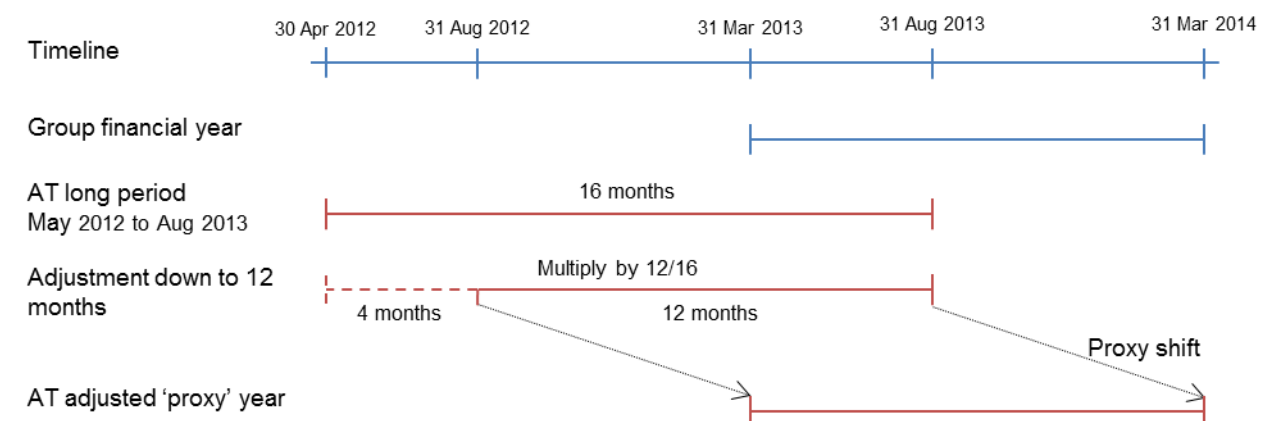 30 Apr 2012 31 Aug 2012 31 Mar 2013 31 Aug 2013 31 Mar 2014
Timeline
Group financial year
AT long period
May 2012 to Aug 2013
16 months
Adjustment down to 12
months
Multiply by 12/16
4 months 12 months
Proxy shift
AT adjusted ‘proxy’ year